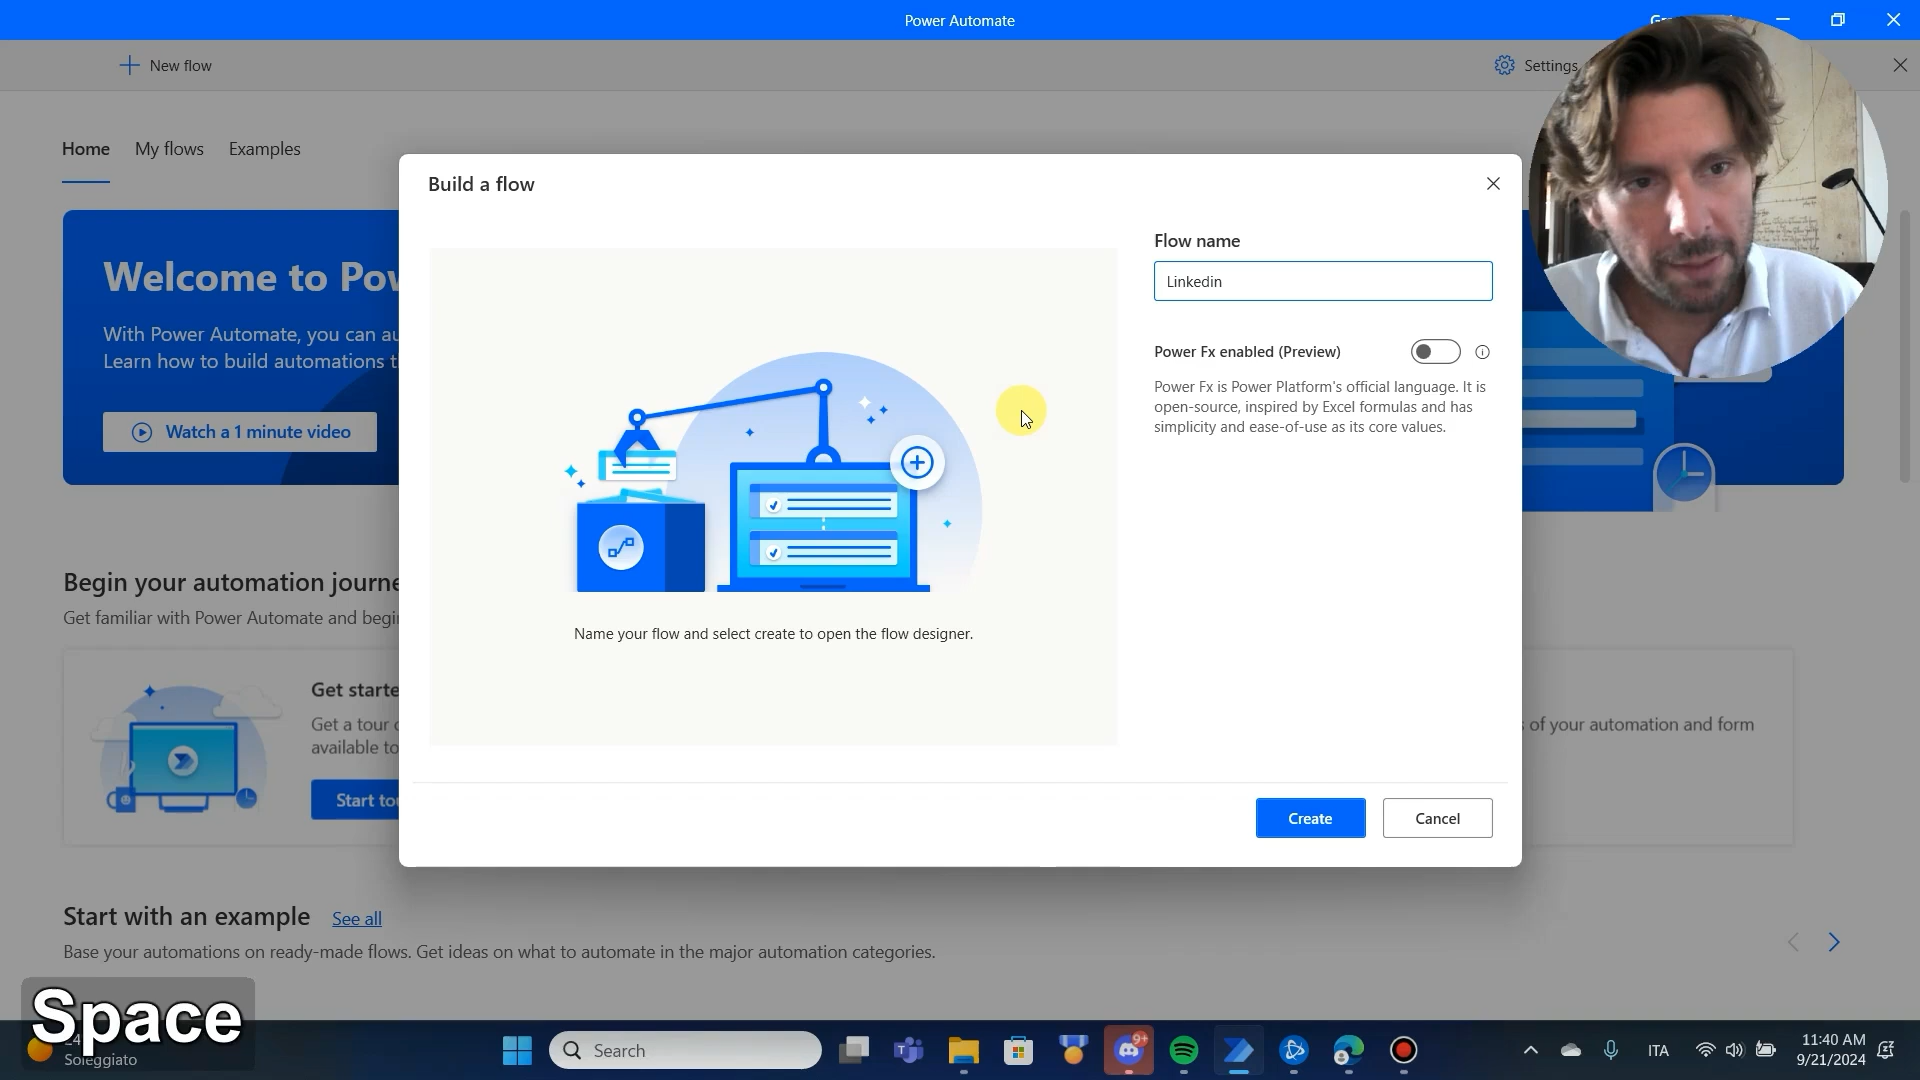 Power Automate
New flow
Settings
Home
My flows
Examples
Build a flow
Flow name
Linkedin
Welcome to Po
With Power Automate, you can au
Learn how to build automations t
Watch a 1 minute video
Power Fx enabled (Preview)
Power Fx is Power Platform's official language. It is
open-source, inspired by Excel formulas and has
simplicity and ease-of-use as its core values.
Name your flow and select create to open the flow designer.
Begin your automation journe
Get familiar with Power Automate and begi
Get starte
Get a tour
available to
Start to
of your automation and form
Create
Cancel
Start with an example
See all
Base your automations on ready-made flows. Get ideas on what to automate in the major automation categories.
Space
Soleggiato
Search
9+
ITA
11:40 AM
9/21/2024